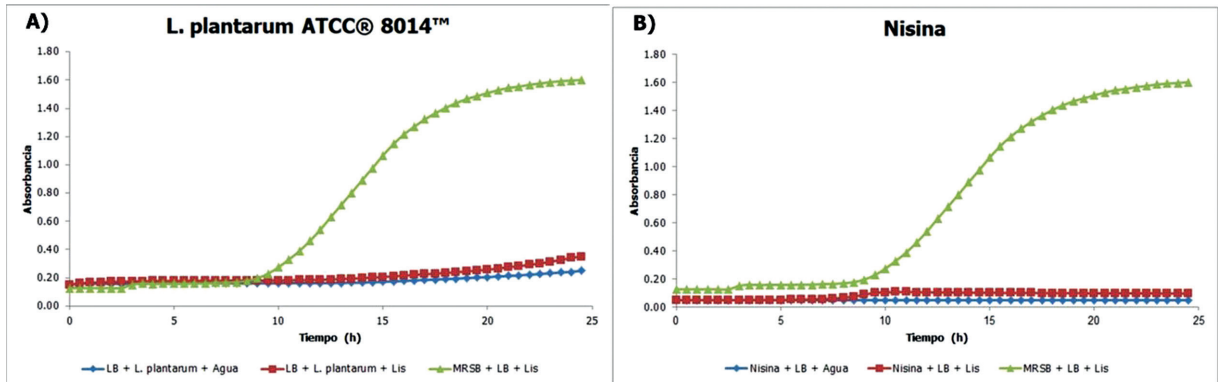 A)
L. plantarum ATCC® 8014™
1.80
1.60
1.40
1.20
1.00
0.80
0.60
0.40
0.20
0.00
Absorbancia
0 5 10 15 20 25
Tiempo (h)
LB + L. plantarum + Agua LB + L. plantarum + Lis MRSB + LB + Lis
B)
Nisina
1.80
1.60
1.40
1.20
1.00
0.80
0.60
0.40
0.20
0.00
Absorbancia
0 5 10 15 20 25
Tiempo (h)
Nisina + LB + Agua Nisina + LB + Lis MRSB + LB + Lis